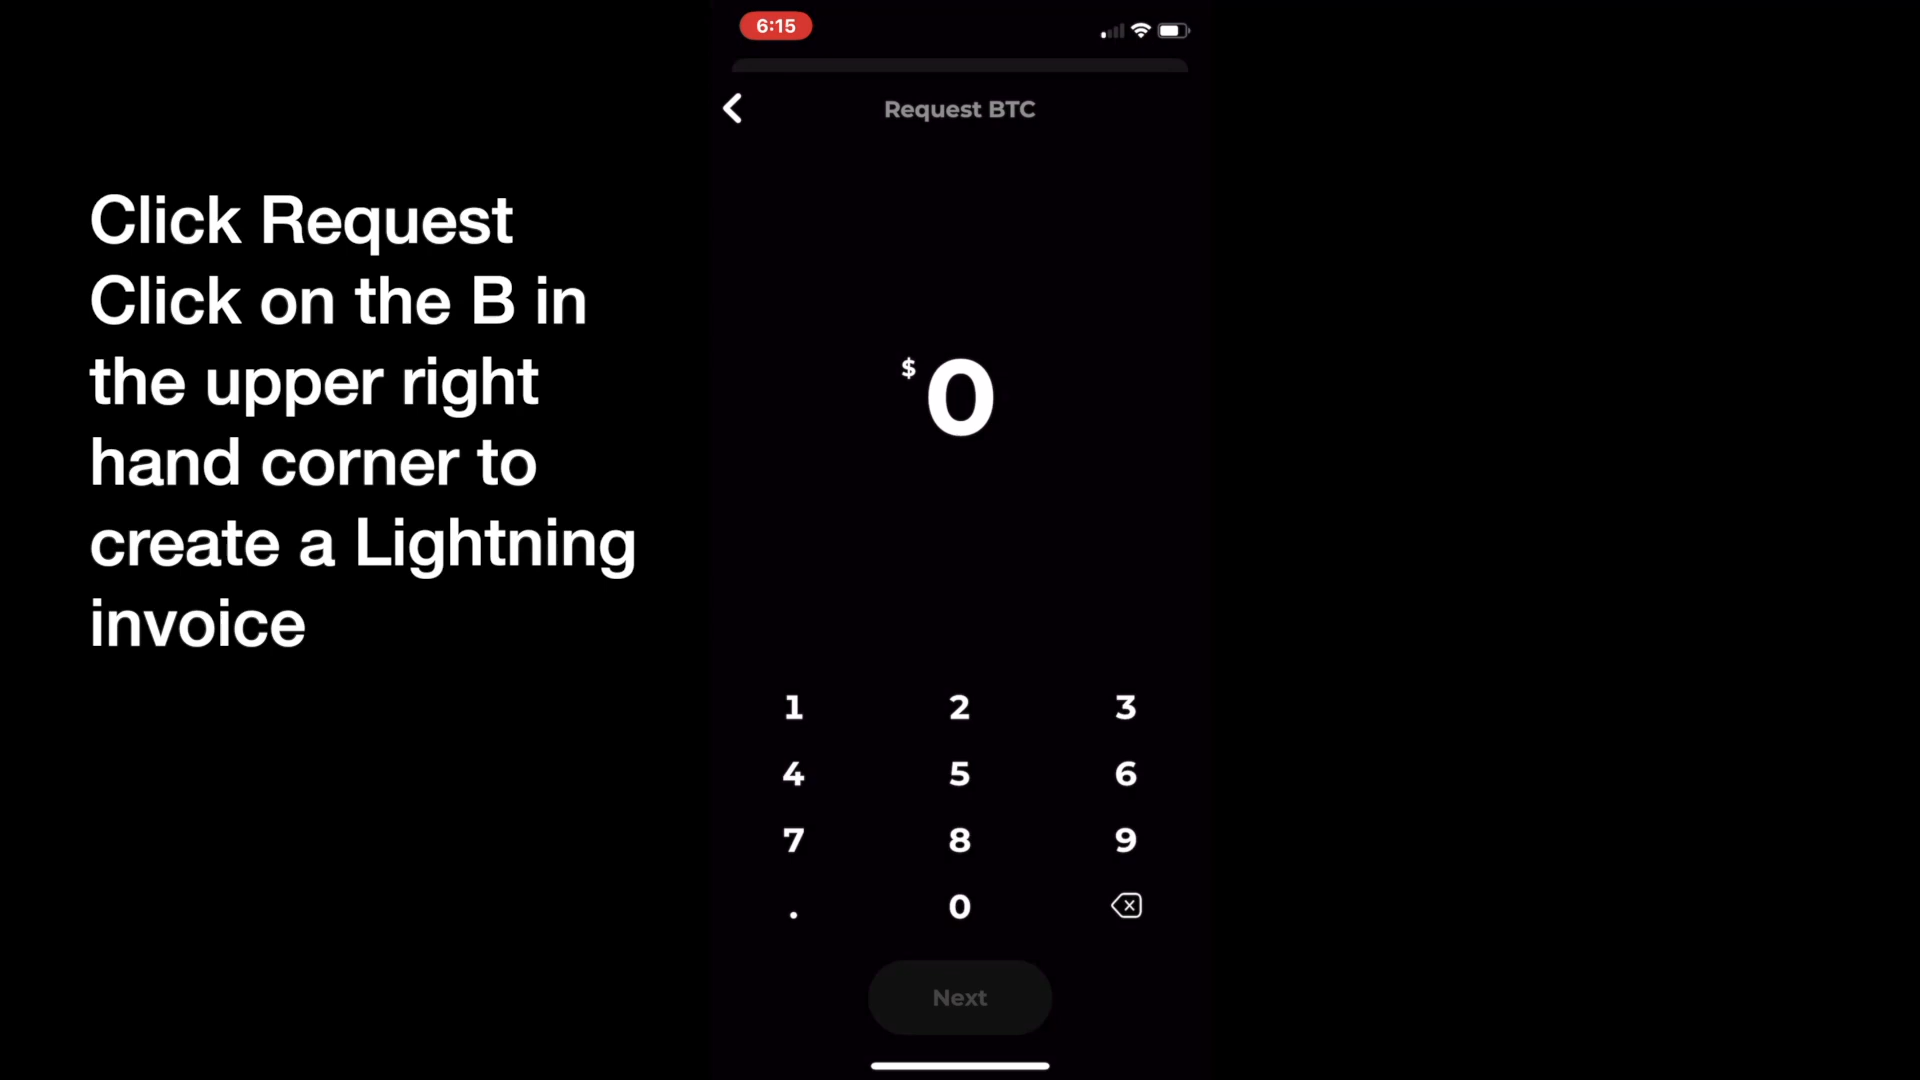 Click Request
Click on the B in
the upper right
hand corner to
create a Lightning
invoice
6:15
Request BTC
$0
1 2 3
4 5 6
7 8 9
. 0
Next